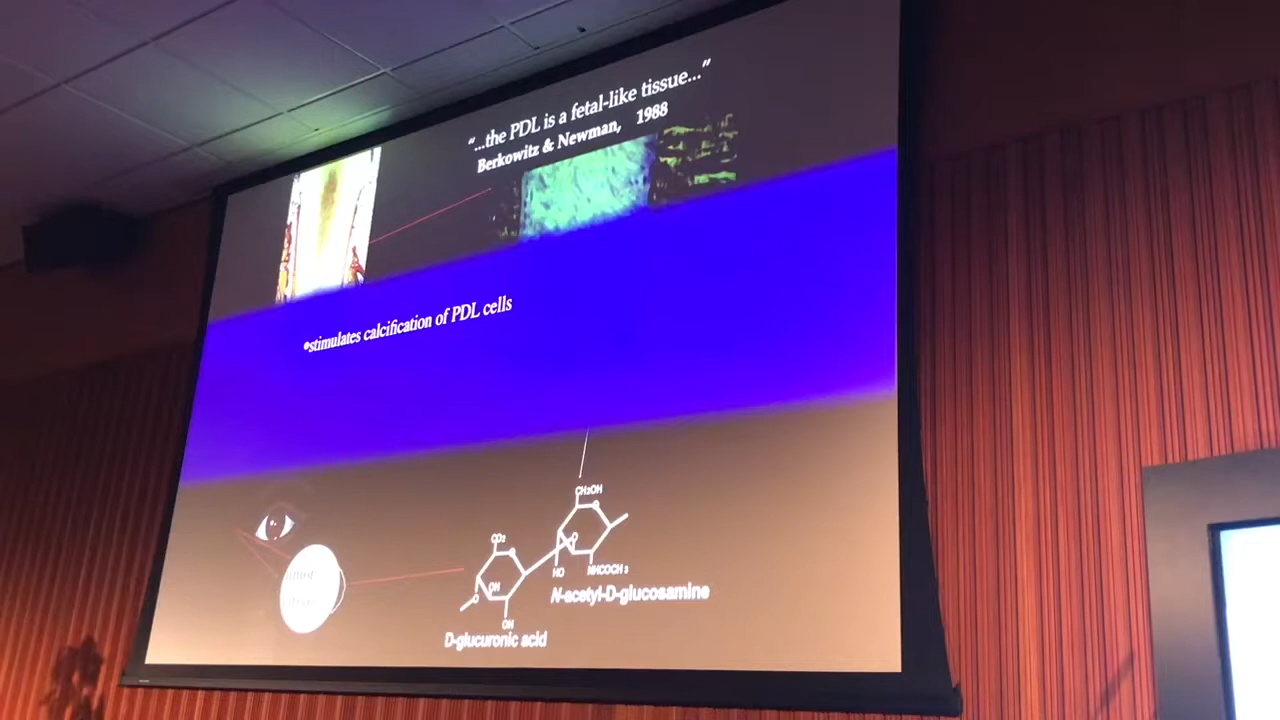 “...the PDL is a fetal-like tissue...”
Berkowitz & Newman, 1988
•stimulates calcification of PDL cells
CH2OH
CO2
O
OH
HO
NHCOCH3
N-acetyl-D-glucosamine
O
OH
D-glucuronic acid